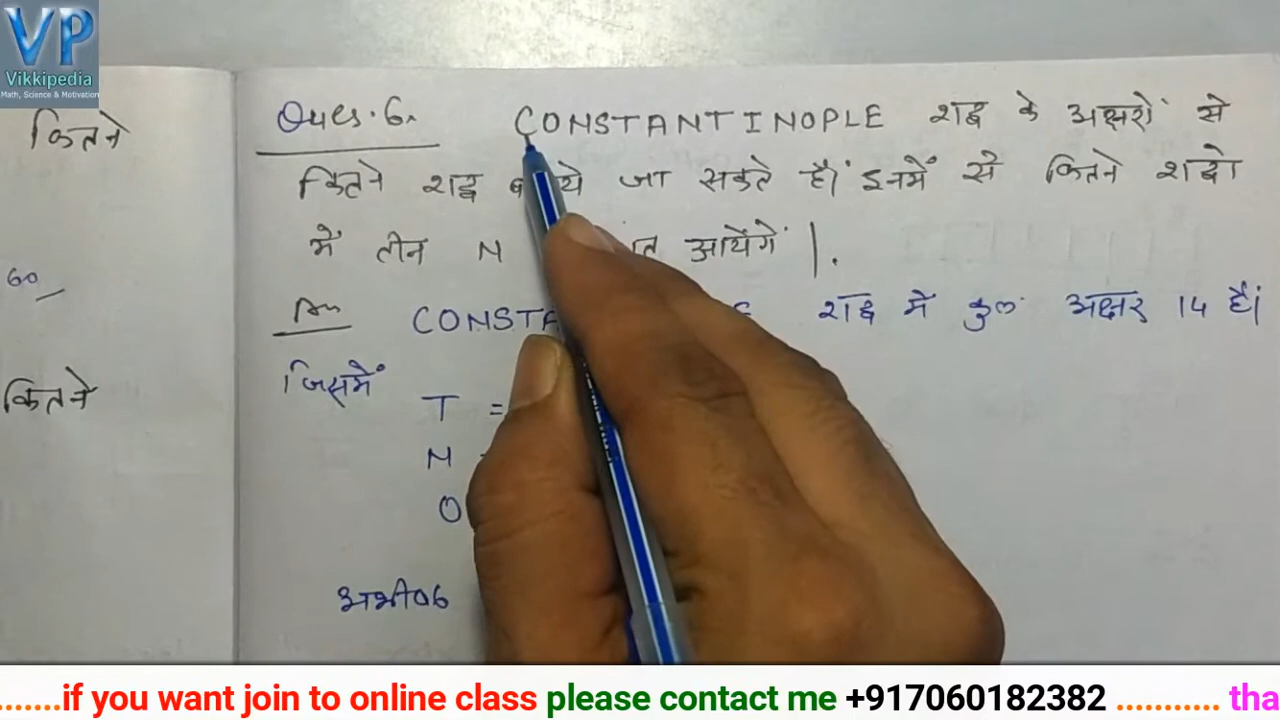 VP
Vikkipedia
Math, Science & Motivation
कितने
Ques. 6. CONSTANTINOPLE शब्द के अक्षरों से
कितने शब्द जा सकते हैं। इनमें से कितने शब्दो
में तीन N आयेंगें |.
60
Ans CONSTA शब्द में कुल अक्षर 14 हैं।
जिसमें
T =
कितने
N
O
अभीष्ठ
.......if you want join to online class please contact me +917060182382 ........... tha